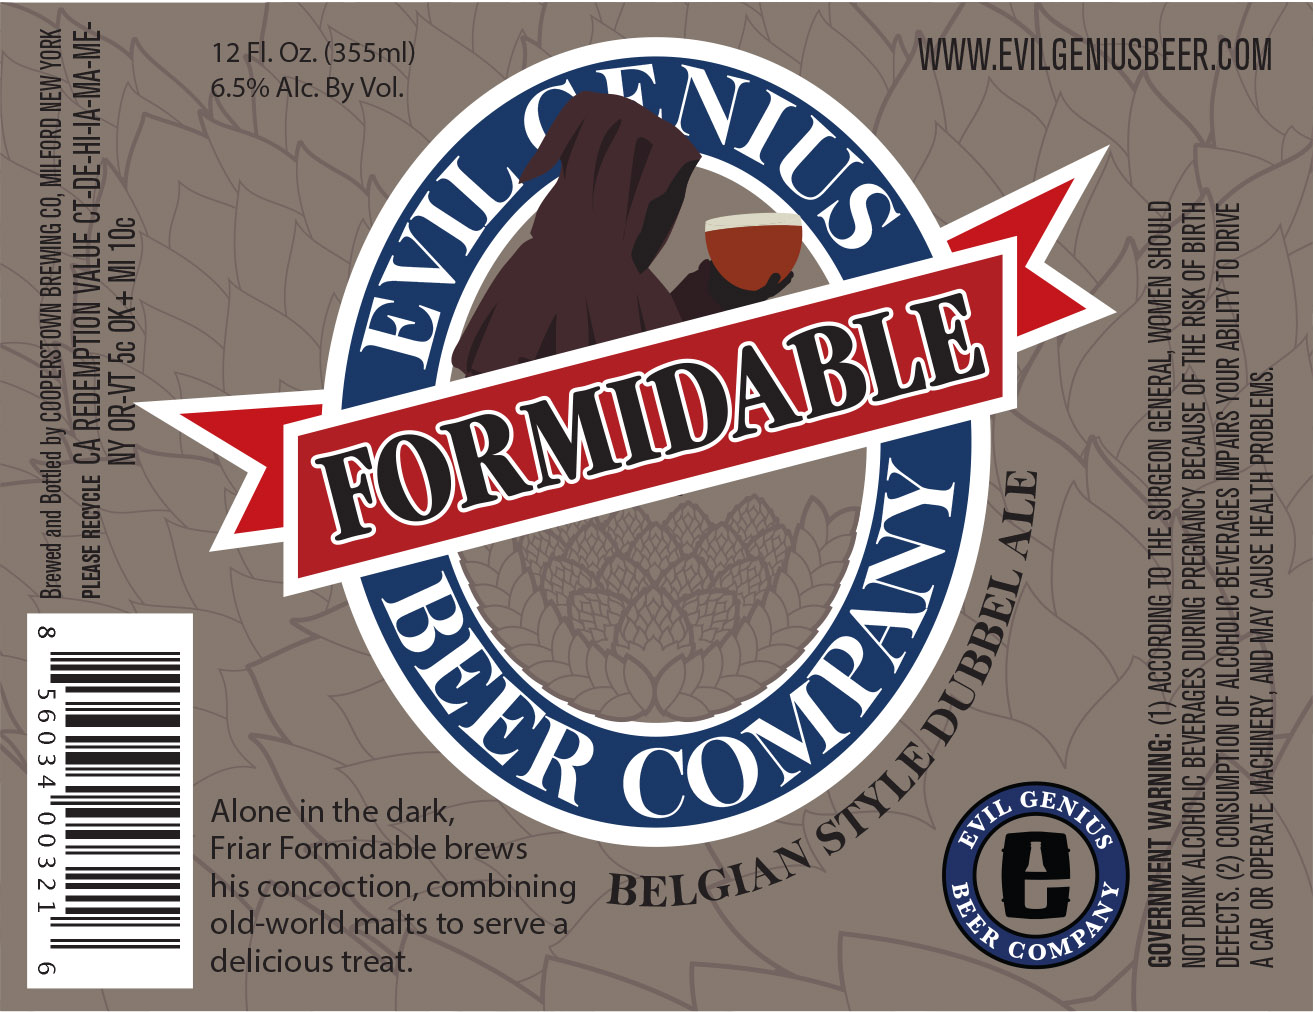 12 Fl. Oz. (355ml)
6.5% Alc. By Vol.
WWW.EVILGENIUSBEER.COM
Brewed and Bottled by COOPERSTOWN BREWING CO, MILFORD NEW YORK
PLEASE RECYCLE CA REDEMPTION VALUE CT-DE-HI-IA-MA-ME-
NY OR-VT 5c OK+ MI 10c
EVIL GENIUS
FORMIDABLE
BEER COMPANY
BELGIAN STYLE DUBBEL ALE
8 56034 00321 6
Alone in the dark,
Friar Formidable brews
his concoction, combining
old-world malts to serve a
delicious treat.
EVIL GENIUS
e
BEER COMPANY
GOVERNMENT WARNING: (1) ACCORDING TO THE SURGEON GENERAL, WOMEN SHOULD
NOT DRINK ALCOHOLIC BEVERAGES DURING PREGNANCY BECAUSE OF THE RISK OF BIRTH
DEFECTS. (2) CONSUMPTION OF ALCOHOLIC BEVERAGES IMPAIRS YOUR ABILITY TO DRIVE
A CAR OR OPERATE MACHINERY, AND MAY CAUSE HEALTH PROBLEMS.